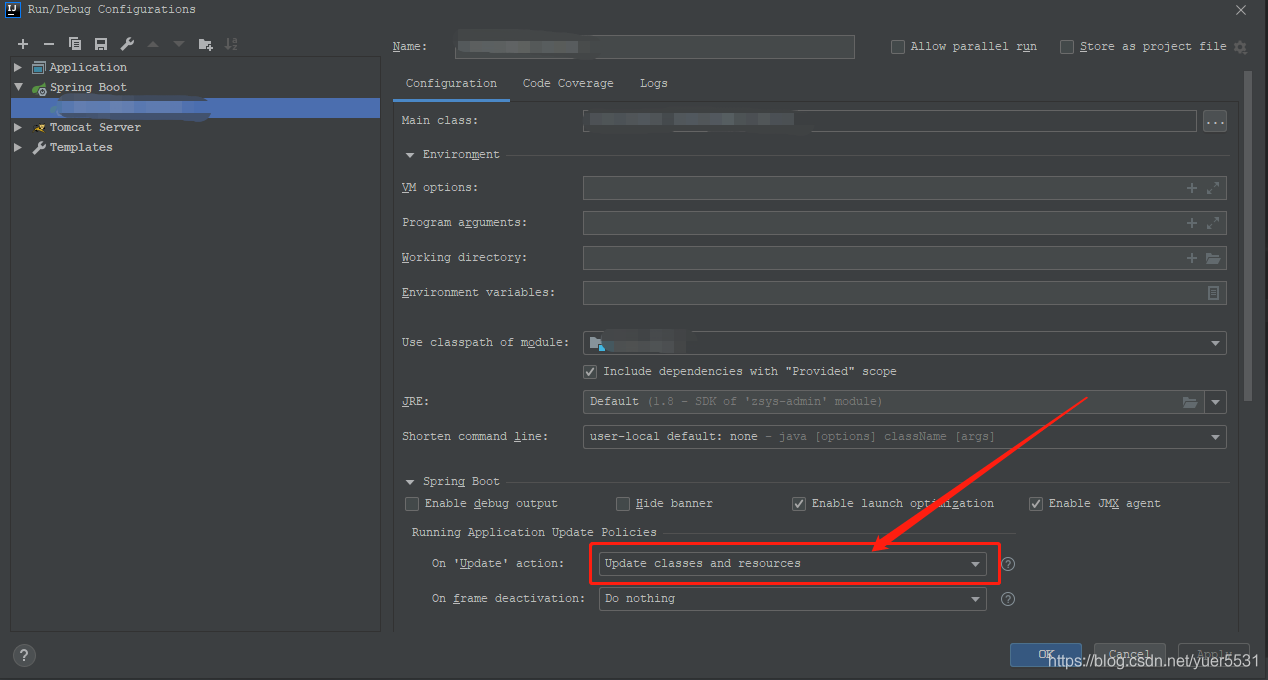 Run/Debug Configurations
Application
Spring Boot
Tomcat Server
Templates
Name:
Allow parallel run
Store as project file
Configuration
Code Coverage
Logs
Main class:
...
Environment
VM options:
Program arguments:
Working directory:
Environment variables:
Use classpath of module:
Include dependencies with "Provided" scope
JRE:
Default (1.8 - SDK of 'zsys-admin' module)
Shorten command line:
user-local default: none - java [options] className [args]
Spring Boot
Enable debug output
Hide banner
Enable launch optimization
Enable JMX agent
Running Application Update Policies
On 'Update' action:
Update classes and resources
?
On frame deactivation:
Do nothing
?
?
OK
Cancel
Apply
https://blog.csdn.net/yuer5531